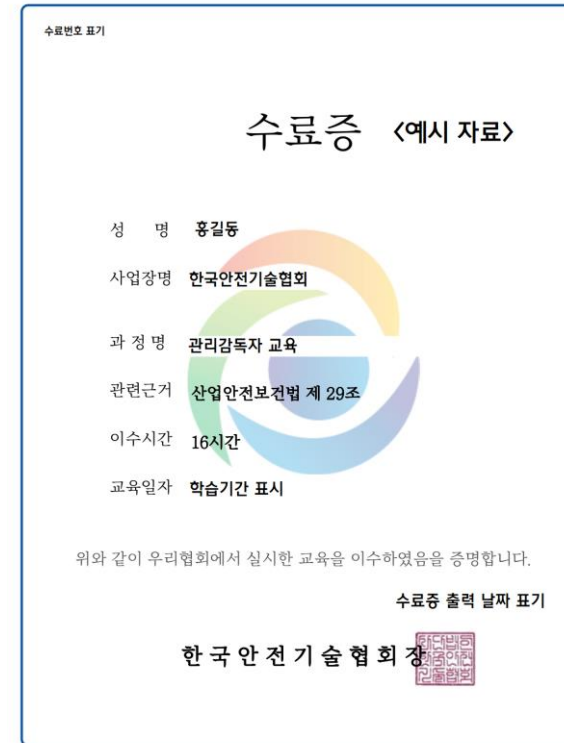 수료번호 표기
수료증 <예시 자료>
성 명 홍길동
사업장명 한국안전기술협회
과 정 명 관리감독자 교육
관련근거 산업안전보건법 제 29조
이수시간 16시간
교육일자 학습기간 표시
위와 같이 우리협회에서 실시한 교육을 이수하였음을 증명합니다.
수료증 출력 날짜 표기
한국안전기술협회장